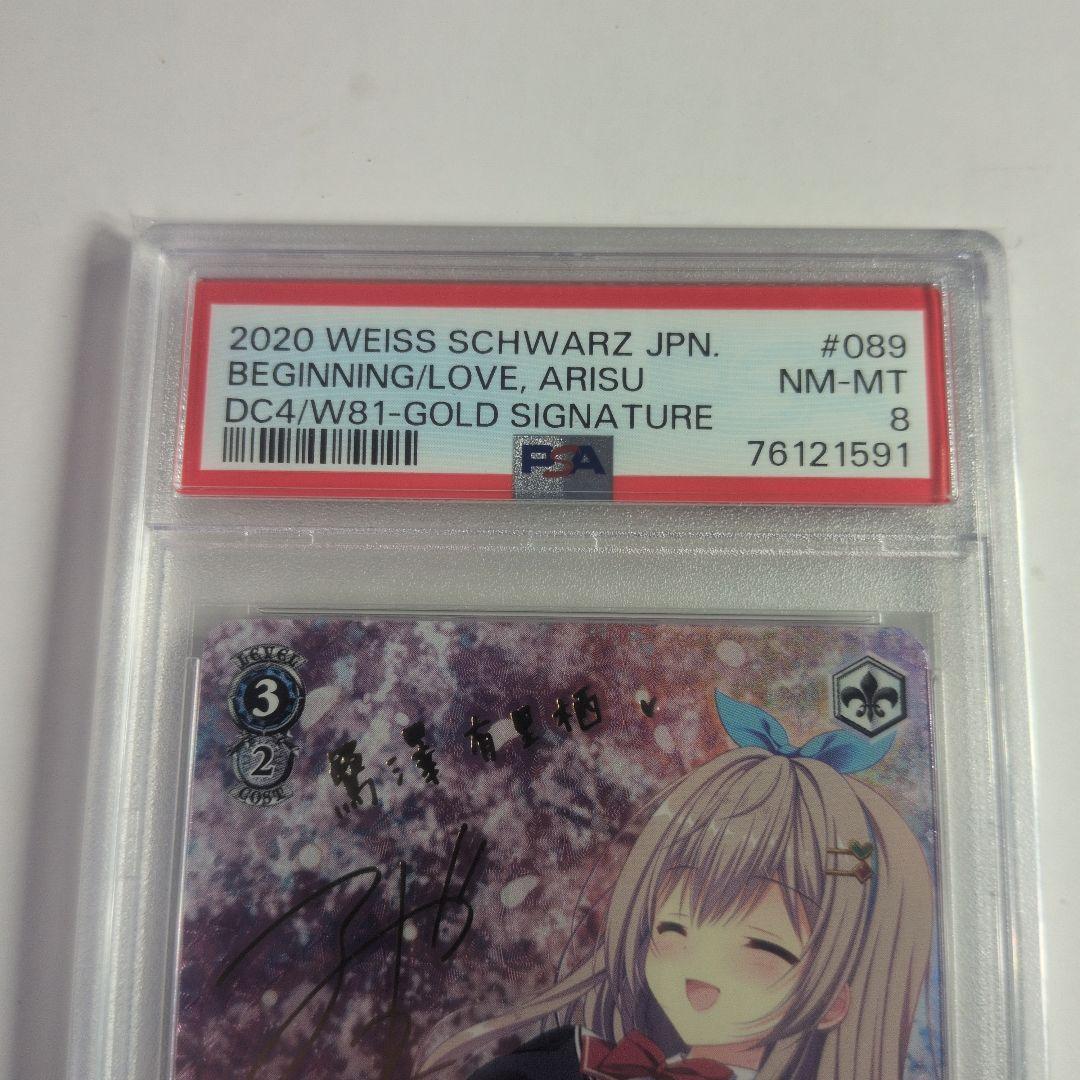 2020 WEISS SCHWARZ JPN. #089
BEGINNING/LOVE, ARISU NM-MT
DC4/W81-GOLD SIGNATURE 8
PSA 76121591
LEVEL
3
2
COST
鷺澤有里栖